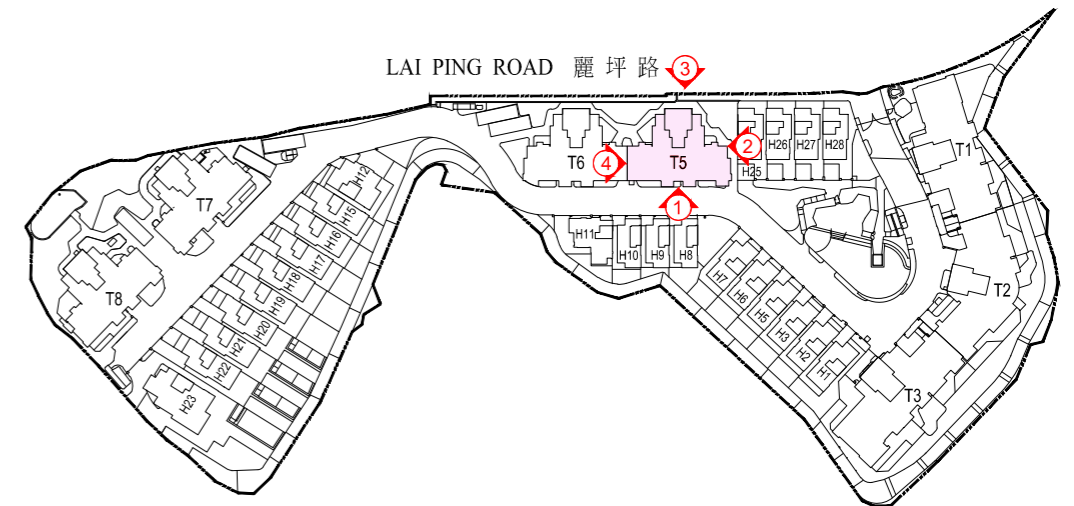 LAI PING ROAD 麗坪路
3
T1
H26
H27
H28
2
T6
4
T5
H25
H12
H15
T7
1
H16
H11
H10
H9
H8
H17
H18
H7
T2
T8
H19
H6
H5
H20
H3
H21
H2
H22
H1
T3
H23